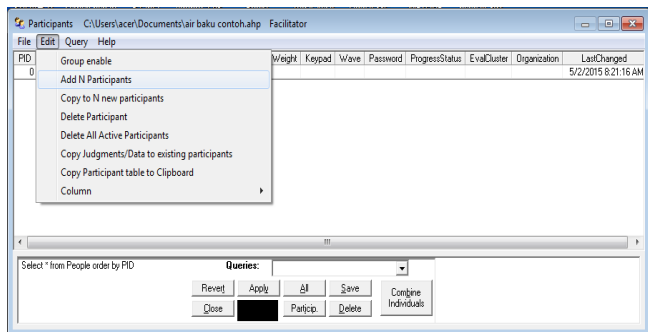 Participants C:\Users\acer\Documents\air baku contoh.ahp Facilitator
File Edit Query Help
PID Weight Keypad Wave Password ProgressStatus EvalCluster Organization LastChanged
0 5/2/2015 8:21:16 AM
Group enable
Add N Participants
Copy to N new participants
Delete Participant
Delete All Active Participants
Copy Judgments/Data to existing participants
Copy Participant table to Clipboard
Column
Select * from People order by PID
Queries:
Revert Apply All Save
Close Particip. Delete
Combine
Individuals